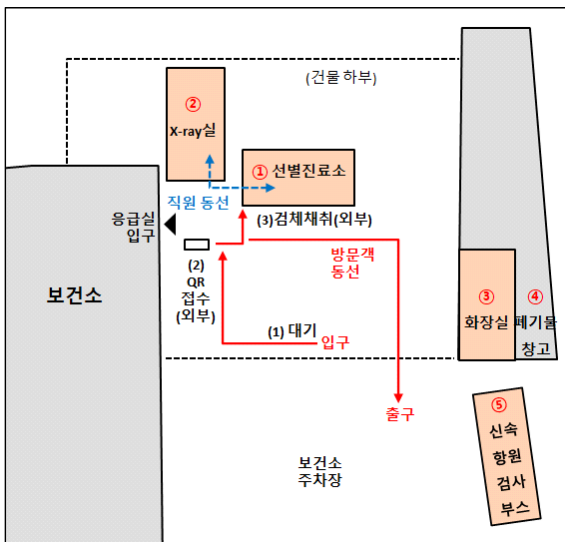 (건물 하부)
②
X-ray실
① 선별진료소
직원 동선
(3)검체채취(외부)
응급실
입구
방문객
동선
(2)
QR
접수
(외부)
보건소
③
화장실
④
폐기물
창고
(1) 대기
입구
출구
⑤
신속
항원
검사
부스
보건소
주차장